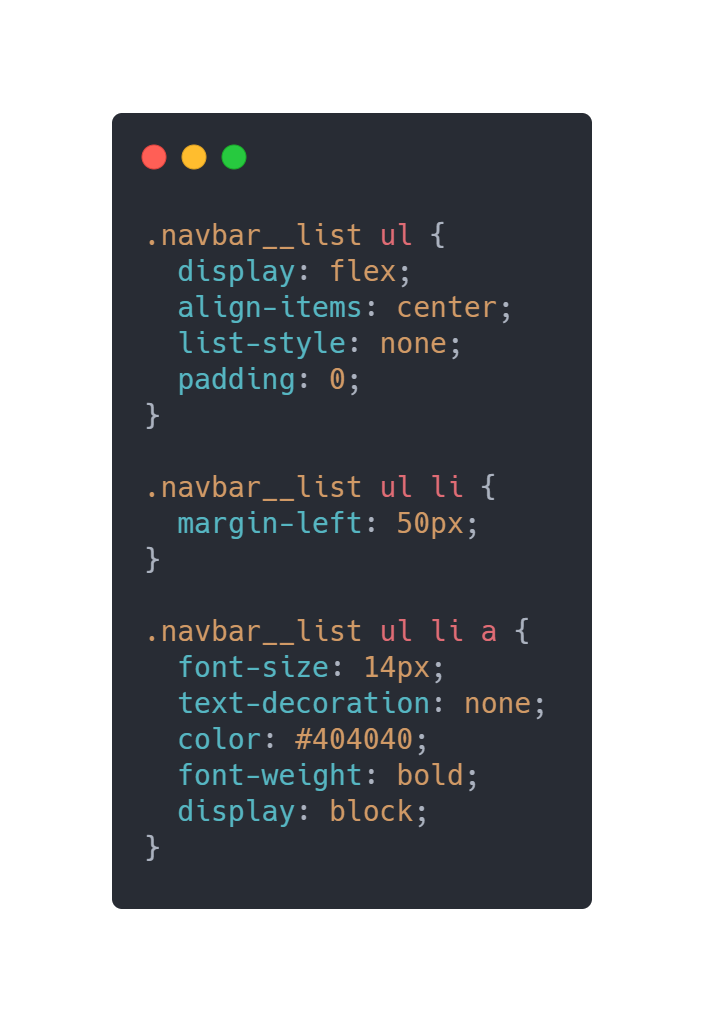 .navbar__list ul {
  display: flex;
  align-items: center;
  list-style: none;
  padding: 0;
}

.navbar__list ul li {
  margin-left: 50px;
}

.navbar__list ul li a {
  font-size: 14px;
  text-decoration: none;
  color: #404040;
  font-weight: bold;
  display: block;
}